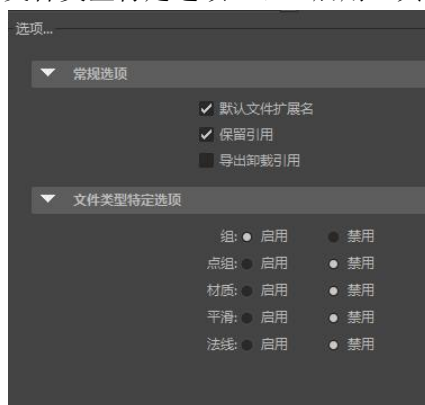 选项...
常规选项
默认文件扩展名
保留引用
导出卸载引用
文件类型特定选项
组: 启用 禁用
点组: 启用 禁用
材质: 启用 禁用
平滑: 启用 禁用
法线: 启用 禁用